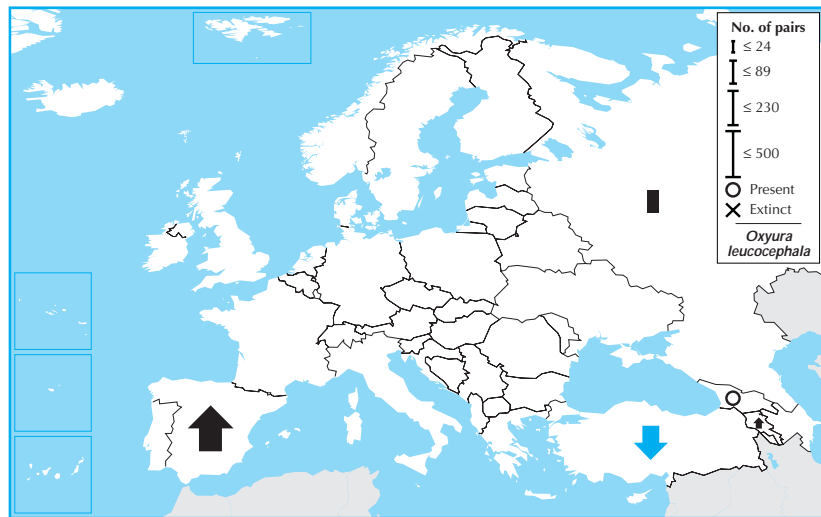 No. of pairs
≤ 24
≤ 89
≤ 230
≤ 500
Present
Extinct
Oxyura
leucocephala